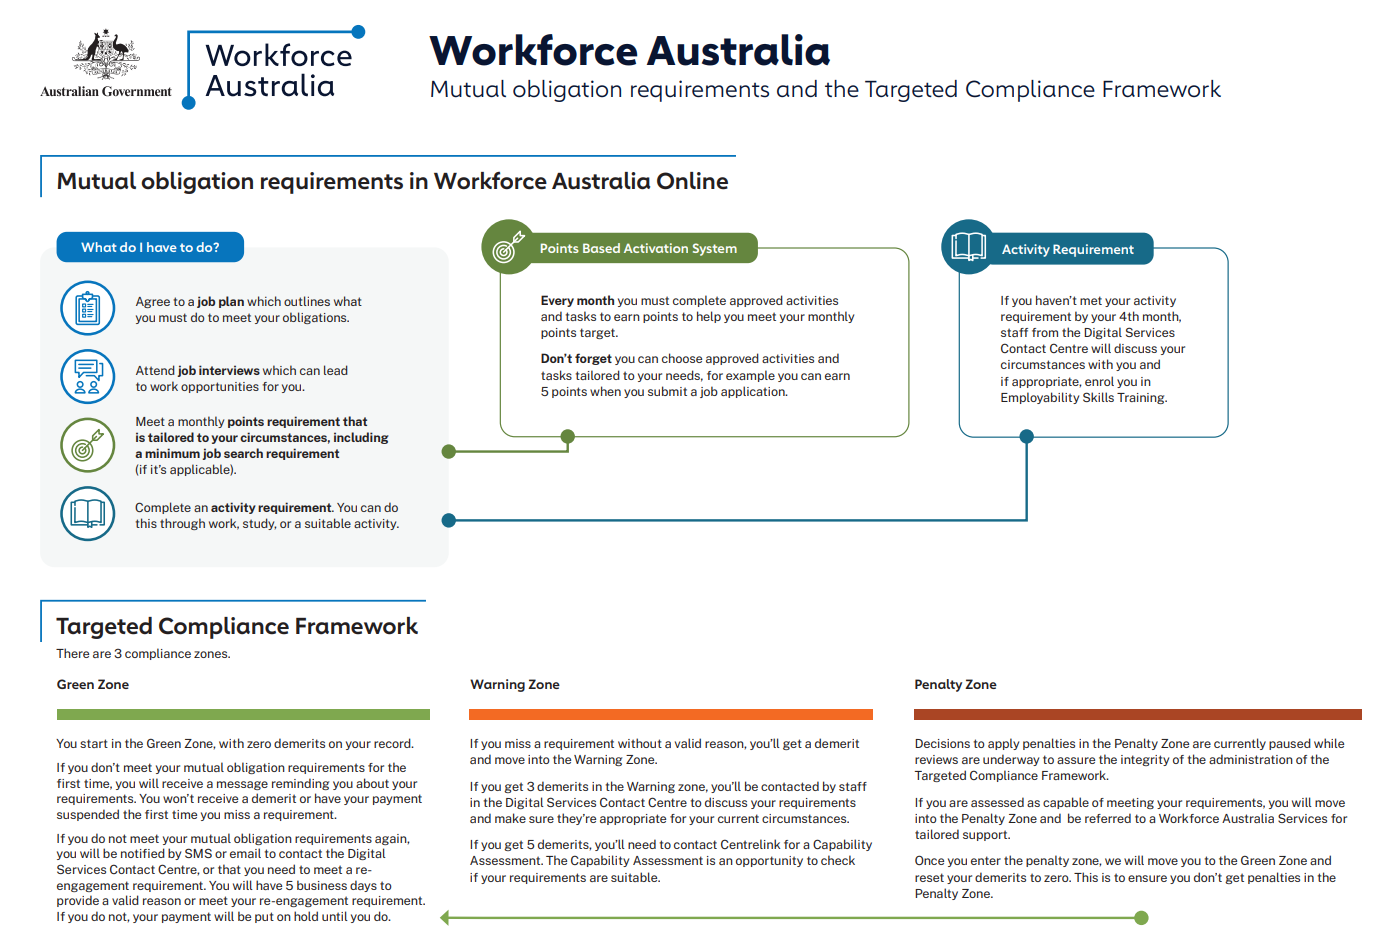 Australian Government
Workforce
Australia
Workforce Australia
Mutual obligation requirements and the Targeted Compliance Framework
Mutual obligation requirements in Workforce Australia Online
What do I have to do?
Agree to a job plan which outlines what
you must do to meet your obligations.
Attend job interviews which can lead
to work opportunities for you.
Meet a monthly points requirement that
is tailored to your circumstances, including
a minimum job search requirement
(if it's applicable).
Complete an activity requirement. You can do
this through work, study, or a suitable activity.
Points Based Activation System
Every month you must complete approved activities
and tasks to earn points to help you meet your monthly
points target.
Don't forget you can choose approved activities and
tasks tailored to your needs, for example you can earn
5 points when you submit a job application.
Activity Requirement
If you haven't met your activity
requirement by your 4th month,
staff from the Digital Services
Contact Centre will discuss your
circumstances with you and
if appropriate, enrol you in
Employability Skills Training.
Targeted Compliance Framework
There are 3 compliance zones.
Green Zone
You start in the Green Zone, with zero demerits on your record.
If you don't meet your mutual obligation requirements for the
first time, you will receive a message reminding you about your
requirements. You won't receive a demerit or have your payment
suspended the first time you miss a requirement.
If you do not meet your mutual obligation requirements again,
you will be notified by SMS or email to contact the Digital
Services Contact Centre, or that you need to meet a re-
engagement requirement. You will have 5 business days to
provide a valid reason or meet your re-engagement requirement.
If you do not, your payment will be put on hold until you do.
Warning Zone
If you miss a requirement without a valid reason, you'll get a demerit
and move into the Warning Zone.
If you get 3 demerits in the Warning zone, you'll be contacted by staff
in the Digital Services Contact Centre to discuss your requirements
and make sure they're appropriate for your current circumstances.
If you get 5 demerits, you'll need to contact Centrelink for a Capability
Assessment. The Capability Assessment is an opportunity to check
if your requirements are suitable.
Penalty Zone
Decisions to apply penalties in the Penalty Zone are currently paused while
reviews are underway to assure the integrity of the administration of the
Targeted Compliance Framework.
If you are assessed as capable of meeting your requirements, you will move
into the Penalty Zone and be referred to a Workforce Australia Services for
tailored support.
Once you enter the penalty zone, we will move you to the Green Zone and
reset your demerits to zero. This is to ensure you don't get penalties in the
Penalty Zone.